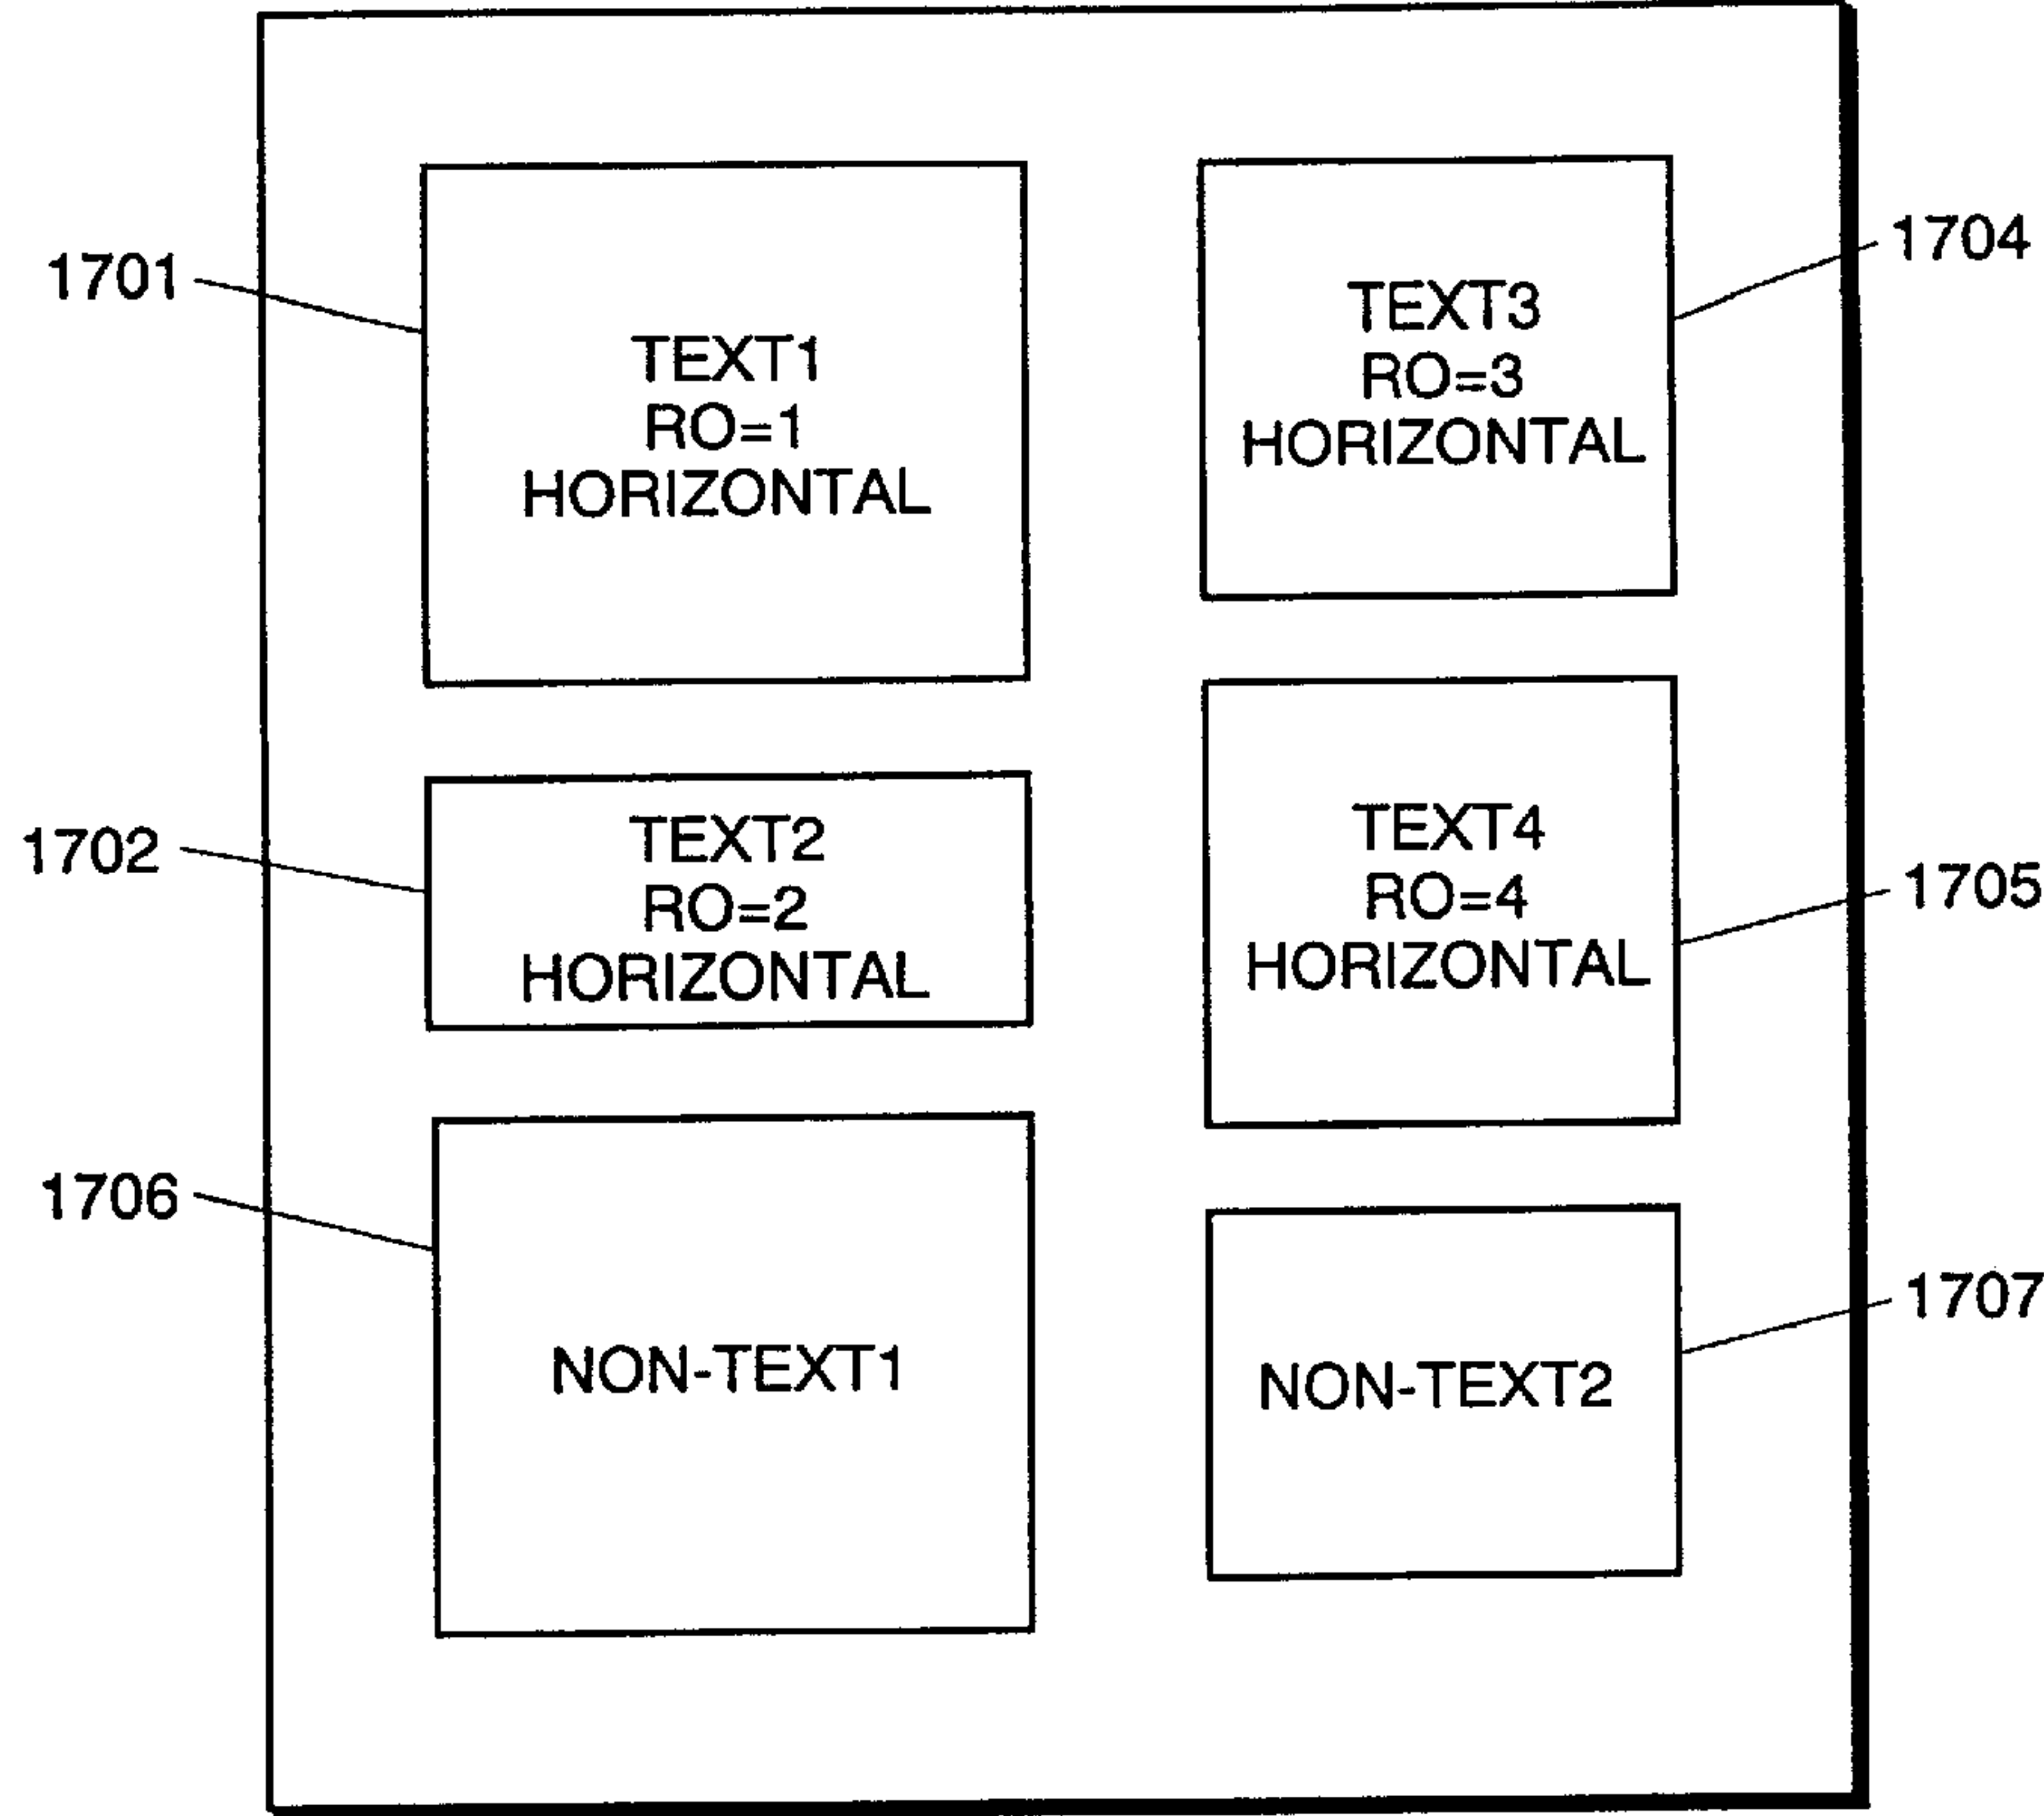 1701
TEXT1
RO=1
HORIZONTAL
1702
TEXT2
RO=2
HORIZONTAL
1706
NON-TEXT1
TEXT3
RO=3
HORIZONTAL
1704
TEXT4
RO=4
HORIZONTAL
1705
NON-TEXT2
1707